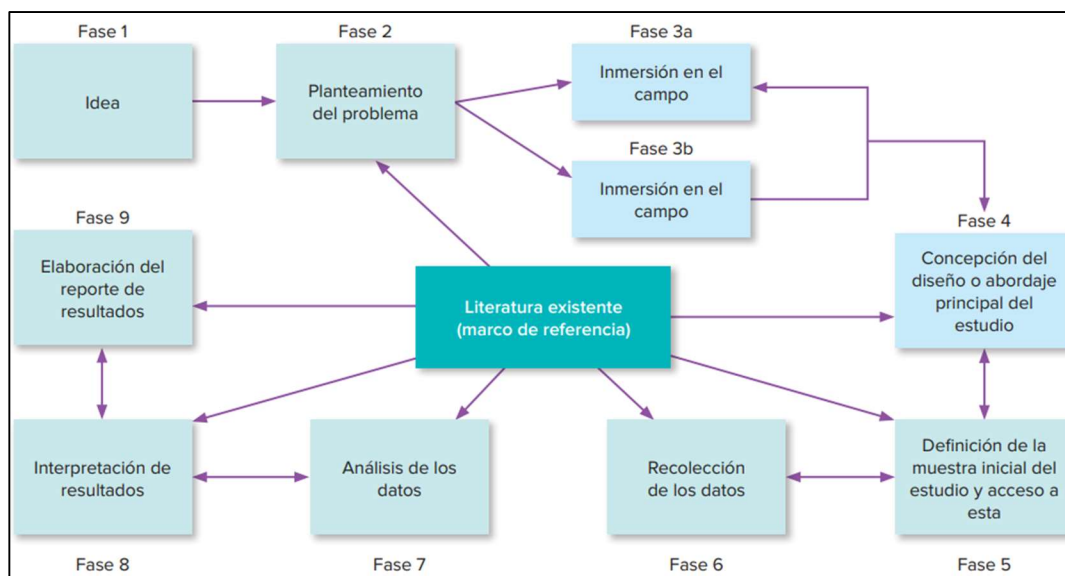 Fase 1
Fase 2
Fase 3a
Idea
Planteamiento
del problema
Inmersión en el
campo
Fase 3b
Inmersión en el
campo
Fase 9
Fase 4
Elaboración del
reporte de
resultados
Literatura existente
(marco de referencia)
Concepción del
diseño o abordaje
principal del
estudio
Interpretación de
resultados
Análisis de los
datos
Recolección
de los datos
Definición de la
muestra inicial del
estudio y acceso a
esta
Fase 8
Fase 7
Fase 6
Fase 5